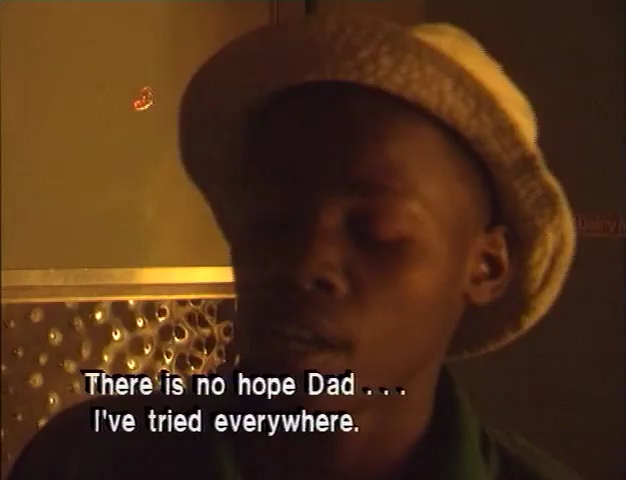 There is no hope Dad . . .
I've tried everywhere.